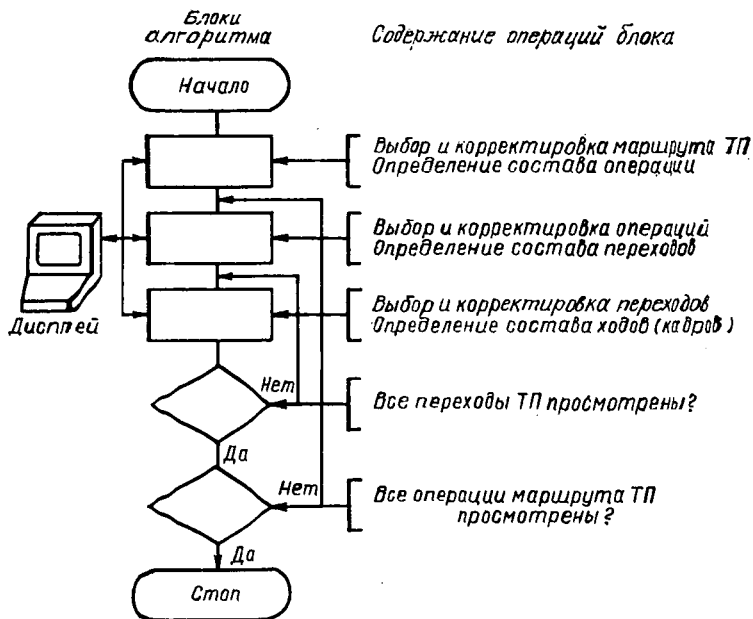 Блоки
алгоритма
Содержание операций блока
Начало
Выбор и корректировка маршрута ТП
Определение состава операции
Выбор и корректировка операций
Определение состава переходов
Выбор и корректировка переходов
Определение состава ходов (кадров)
Дисплей
Нет
Все переходы ТП просмотрены?
Да
Нет
Все операции маршрута ТП
просмотрены?
Да
Стоп